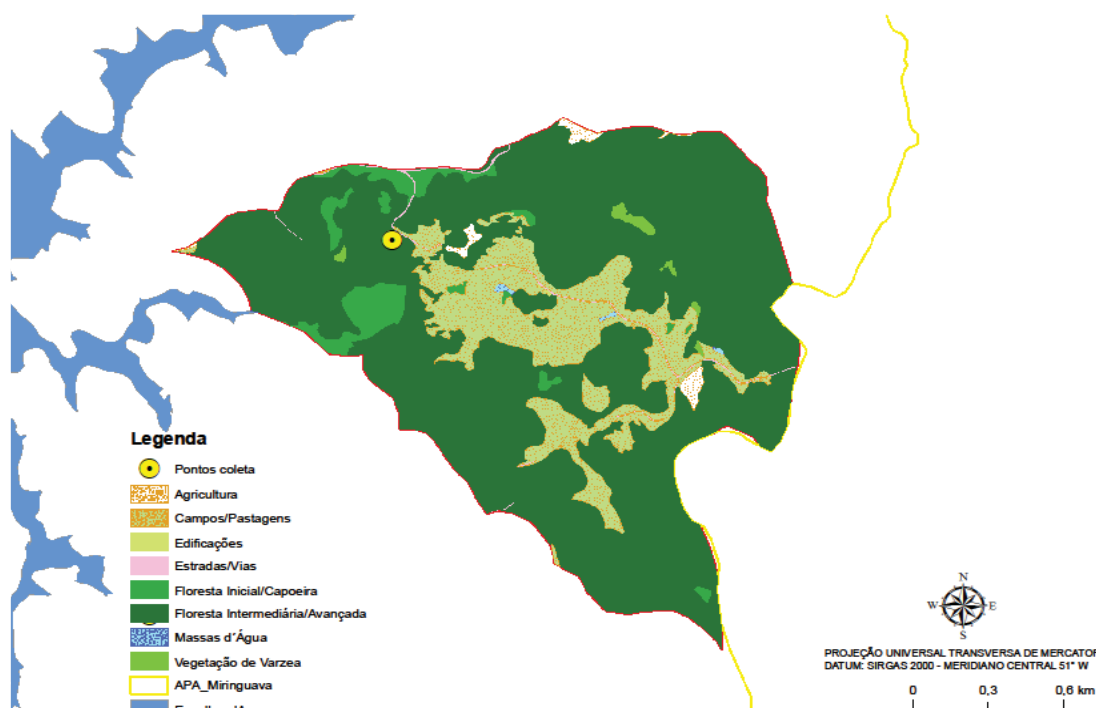 Legenda
Pontos coleta
Agricultura
Campos/Pastagens
Edificações
Estradas/Vias
Floresta Inicial/Capoeira
Floresta Intermediária/Avançada
Massas d´Água
Vegetação de Varzea
APA_Miringuava
N
W E
S
PROJEÇÃO UNIVERSAL TRANSVERSA DE MERCATOR
DATUM: SIRGAS 2000 - MERIDIANO CENTRAL 51° W
0 0,3 0,6 km